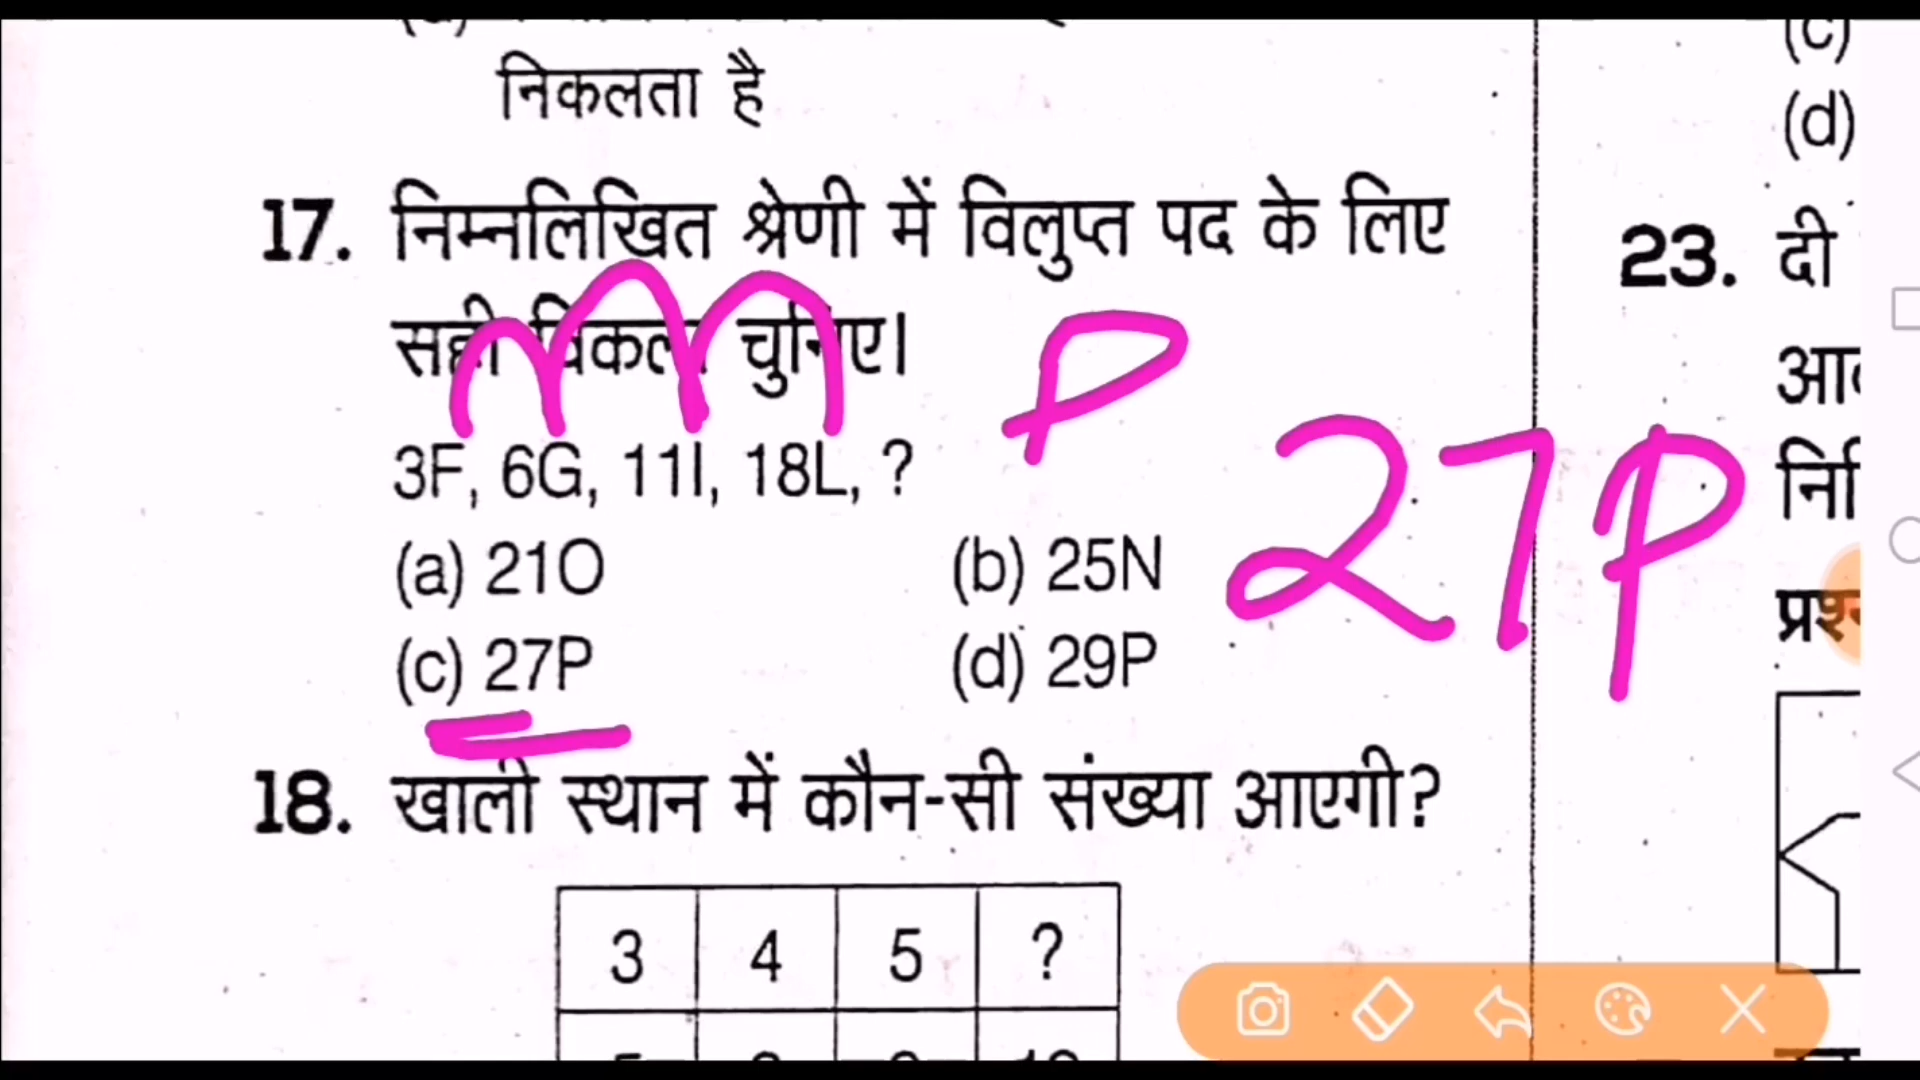 निकलता है
17. निम्नलिखित श्रेणी में विलुप्त पद के लिए
सही विकल्प चुनिए।
P
3F, 6G, 11I, 18L, ?
27P
(a) 21O (b) 25N
(c) 27P (d) 29P
18. खाली स्थान में कौन-सी संख्या आएगी?
3 4 5 ?
(c)
(d)
23. दी